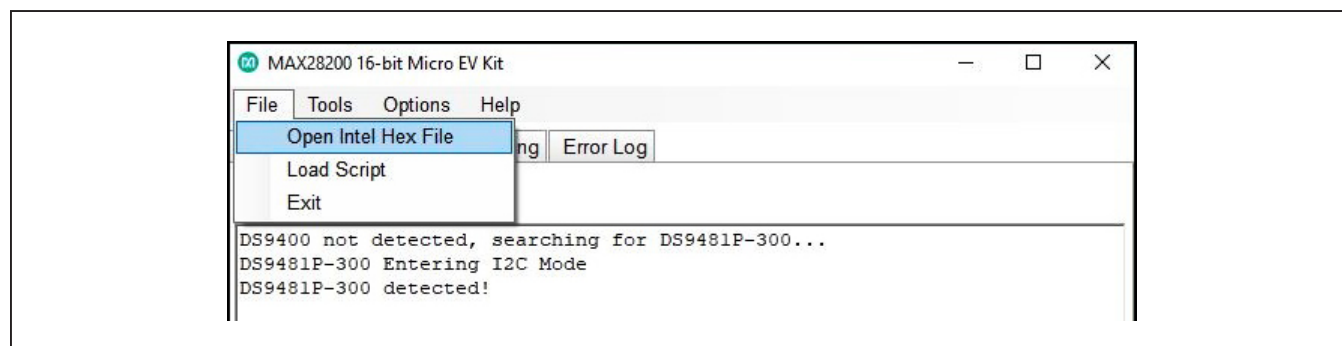 MAX28200 16-bit Micro EV Kit
File Tools Options Help
Open Intel Hex File
ng Error Log
Load Script
Exit
DS9400 not detected, searching for DS9481P-300...
DS9481P-300 Entering I2C Mode
DS9481P-300 detected!